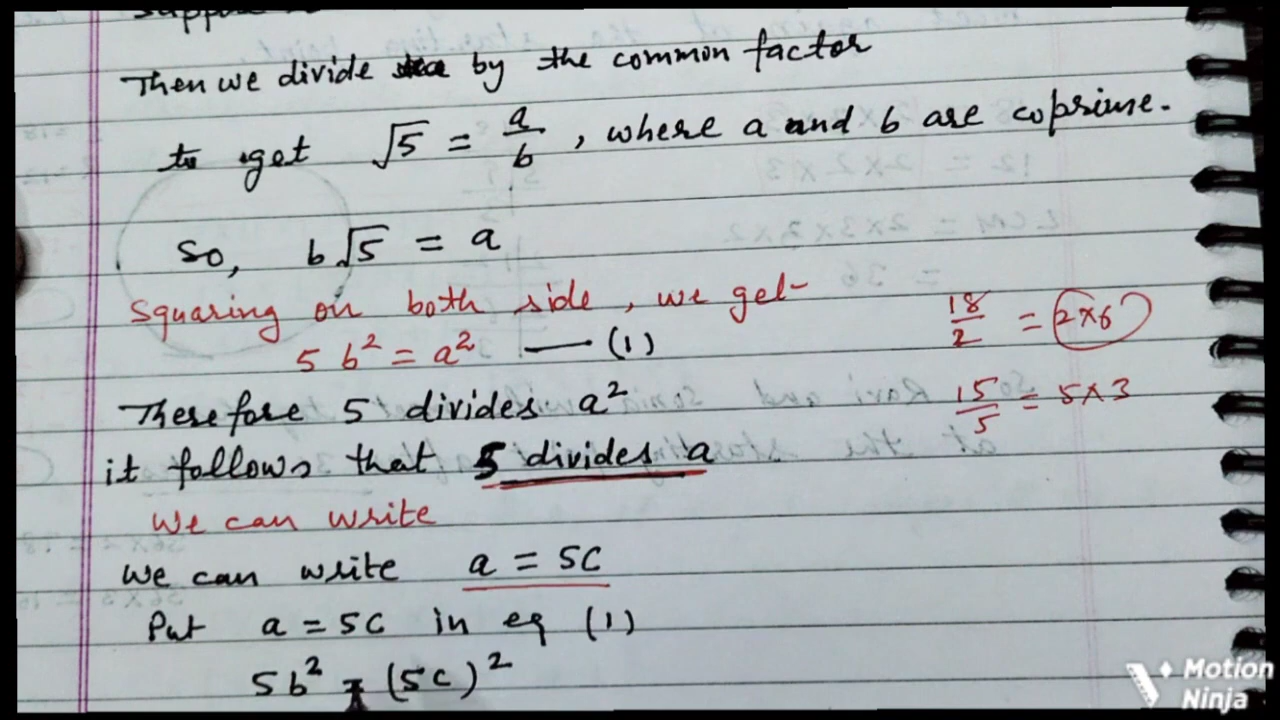 Suppose
Then we divide by the common factor
to get √5 = a/b , where a and b are coprime.
So, b√5 = a
Squaring on both side, we get
5b² = a² — (1)
18/2 = 2×6
Therefore 5 divides a²
15/5 = 5×3
it follows that 5 divides a
We can write
We can write a = 5C
Put a = 5C in eq (1)
5b² = (5C)²
Motion
Ninja